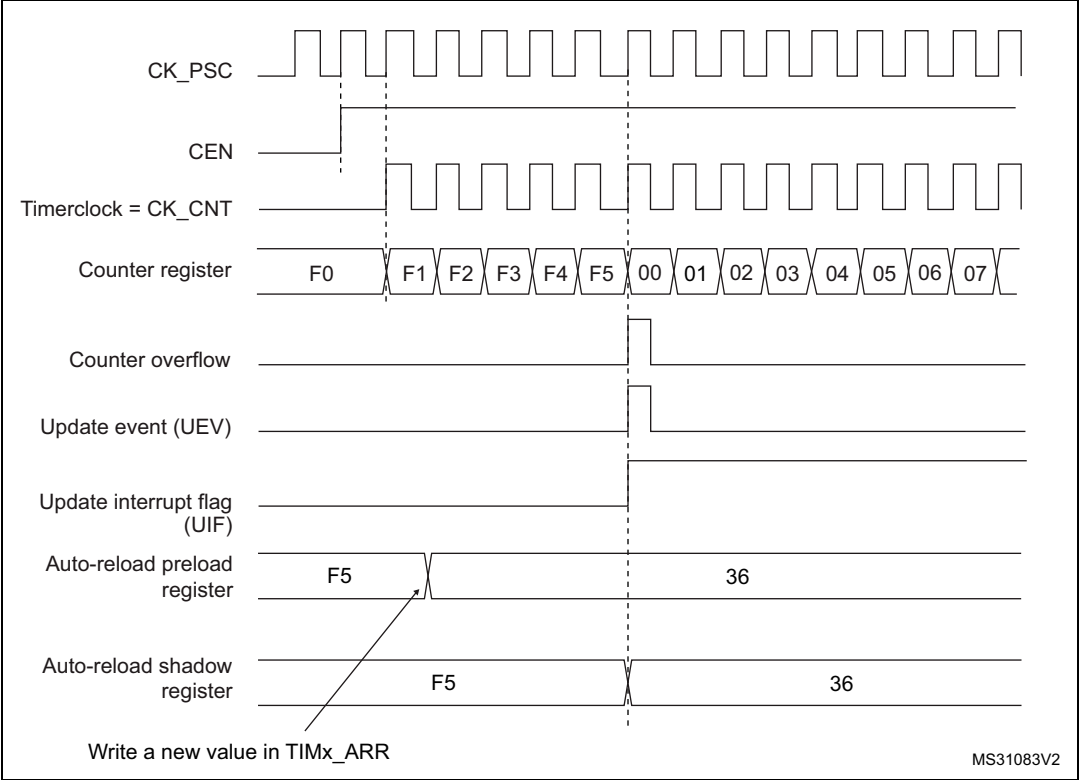 CK_PSC
CEN
Timerclock = CK_CNT
Counter register
F0 F1 F2 F3 F4 F5 00 01 02 03 04 05 06 07
Counter overflow
Update event (UEV)
Update interrupt flag
(UIF)
Auto-reload preload
register
F5 36
Auto-reload shadow
register
F5 36
Write a new value in TIMx_ARR
MS31083V2